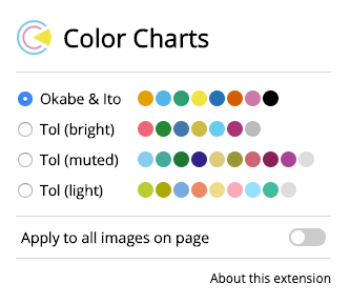 Color Charts
Okabe & Ito
Tol (bright)
Tol (muted)
Tol (light)
Apply to all images on page
About this extension